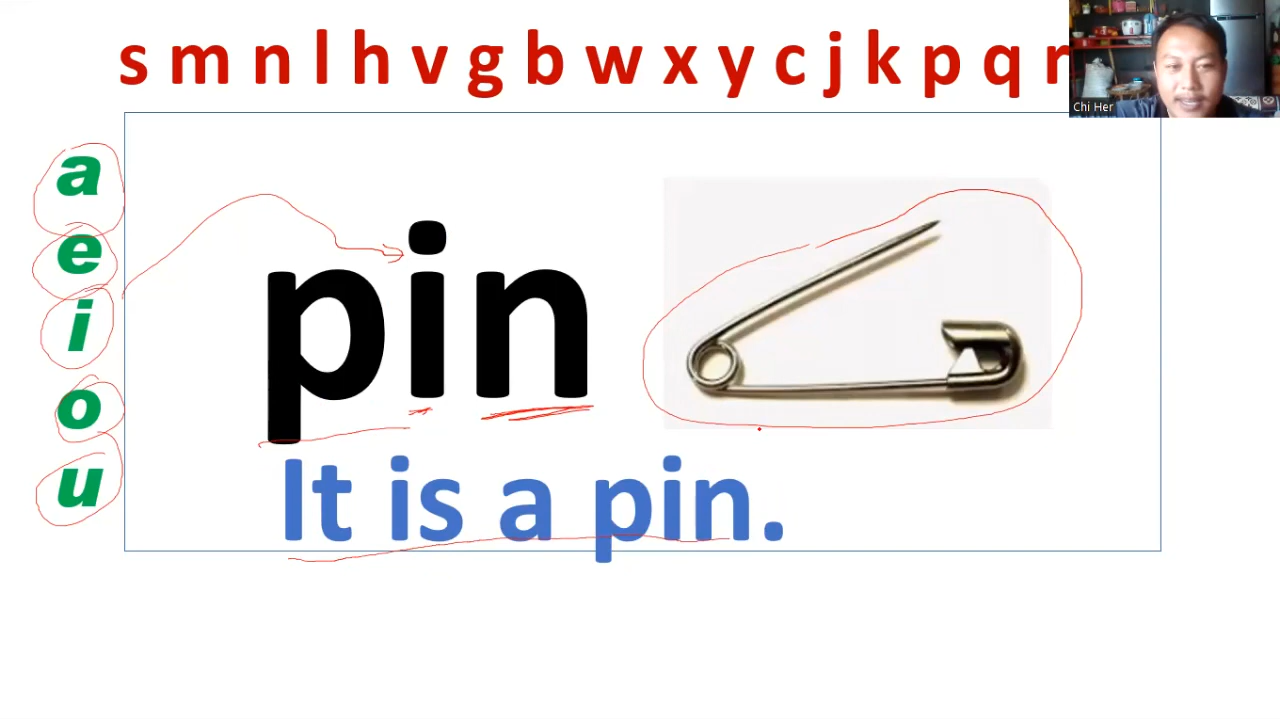 s m n l h v g b w x y c j k p q r
Chi Her
a
e
i
o
u
pin
It is a pin.